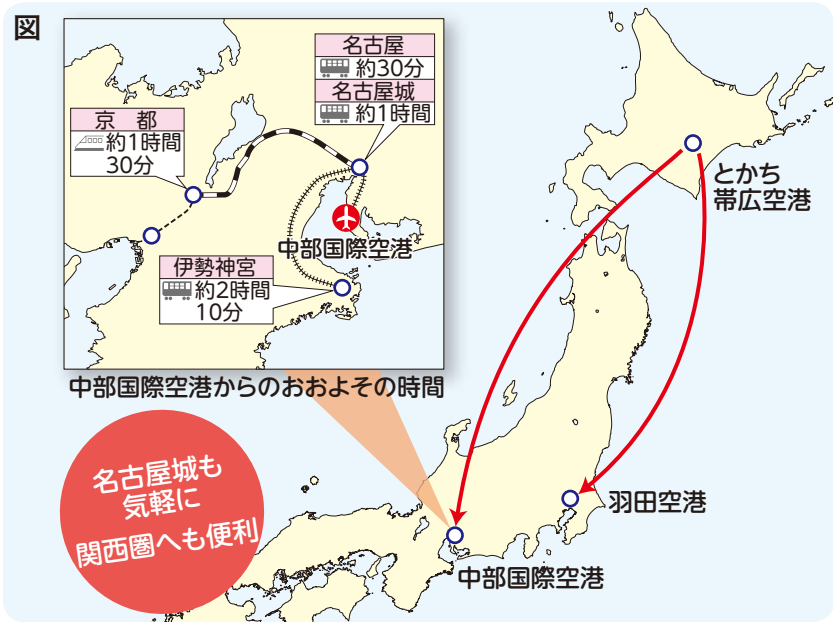 図
名古屋
約30分
名古屋城
約1時間
京 都
約1時間
30分
中部国際空港
伊勢神宮
約2時間
10分
中部国際空港からのおおよその時間
とかち
帯広空港
羽田空港
中部国際空港
名古屋城も
気軽に
関西圏へも便利